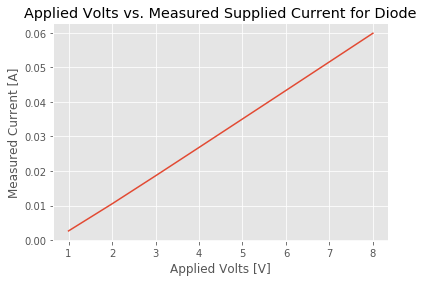 Applied Volts vs. Measured Supplied Current for Diode
Measured Current [A]
0.06
0.05
0.04
0.03
0.02
0.01
0.00
1 2 3 4 5 6 7 8
Applied Volts [V]